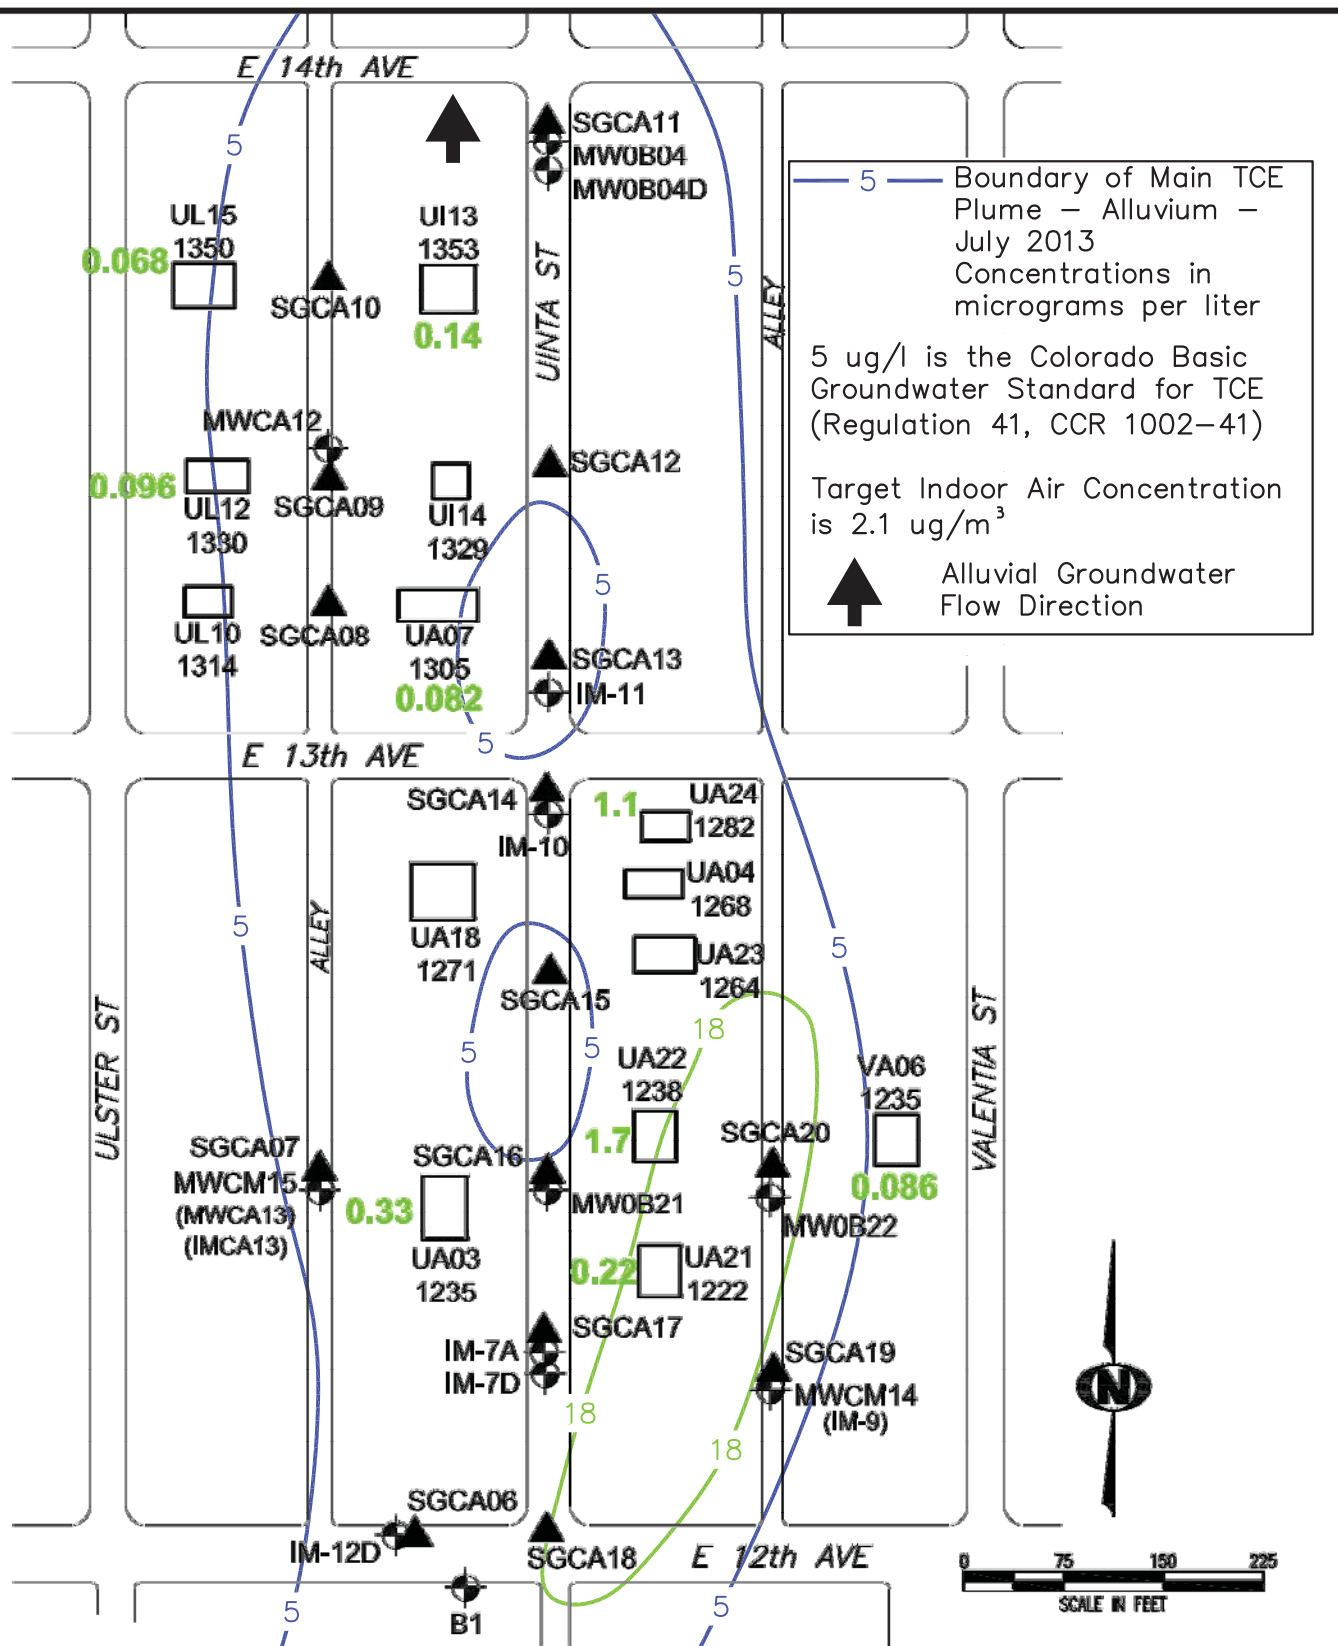 E 14th AVE
5
SGCA11
MW0B04
MW0B04D
UL15
1350
0.068
UI13
1353
0.14
SGCA10
UINTA ST
5
ALLEY
5
Boundary of Main TCE
Plume – Alluvium –
July 2013
Concentrations in
micrograms per liter
5 ug/l is the Colorado Basic
Groundwater Standard for TCE
(Regulation 41, CCR 1002–41)
Target Indoor Air Concentration
is 2.1 ug/m³
Alluvial Groundwater
Flow Direction
MWCA12
0.096
UL12
1330
SGCA09
UI14
1329
SGCA12
5
UL10
1314
SGCA08
UA07
1305
0.082
SGCA13
IM-11
5
E 13th AVE
SGCA14
IM-10
1.1
UA24
1282
UA04
1268
UA23
1264
UA18
1271
5
ALLEY
5
SGCA15
5
5
18
ULSTER ST
VALENTIA ST
UA22
1238
1.7
VA06
1235
0.086
SGCA20
MW0B22
SGCA07
MWCM15
(MWCA13)
(IMCA13)
SGCA16
MW0B21
0.33
UA03
1235
0.22
UA21
1222
SGCA17
IM-7A
IM-7D
SGCA19
MWCM14
(IM-9)
18
18
N
SGCA06
IM-12D
SGCA18
E 12th AVE
B1
5
5
0 75 150 225
SCALE IN FEET